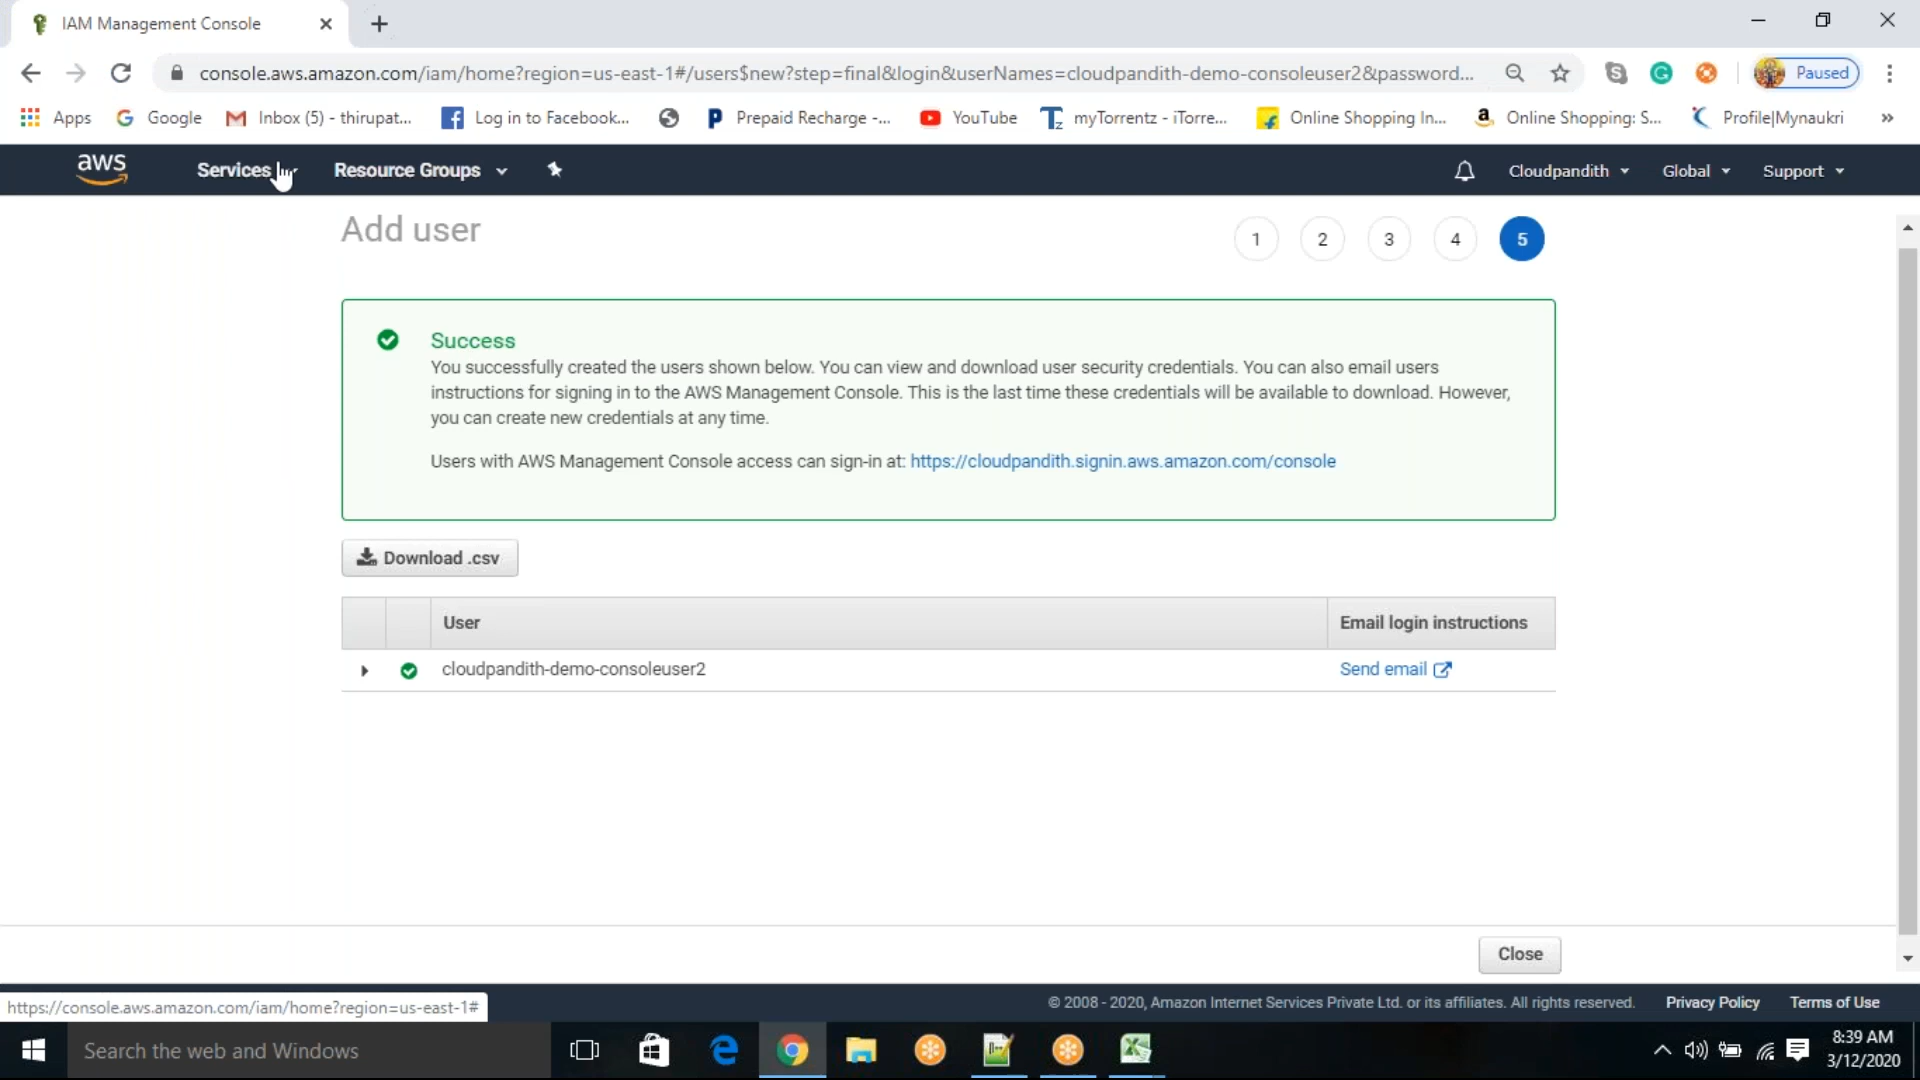 IAM Management Console
console.aws.amazon.com/iam/home?region=us-east-1#/users$new?step=final&login&userNames=cloudpandith-demo-consoleuser2&password...
Paused
Apps
Google
Inbox (5) - thirupat...
Log in to Facebook...
Prepaid Recharge -...
YouTube
myTorrentz - iTorre...
Online Shopping In...
Online Shopping: S...
Profile|Mynaukri
»
aws
Services
Resource Groups
Cloudpandith
Global
Support
Add user
1
2
3
4
5
Success
You successfully created the users shown below. You can view and download user security credentials. You can also email users
instructions for signing in to the AWS Management Console. This is the last time these credentials will be available to download. However,
you can create new credentials at any time.
Users with AWS Management Console access can sign-in at: https://cloudpandith.signin.aws.amazon.com/console
Download .csv
User
Email login instructions
cloudpandith-demo-consoleuser2
Send email
Close
https://console.aws.amazon.com/iam/home?region=us-east-1#
© 2008 - 2020, Amazon Internet Services Private Ltd. or its affiliates. All rights reserved.
Privacy Policy
Terms of Use
Search the web and Windows
8:39 AM
3/12/2020